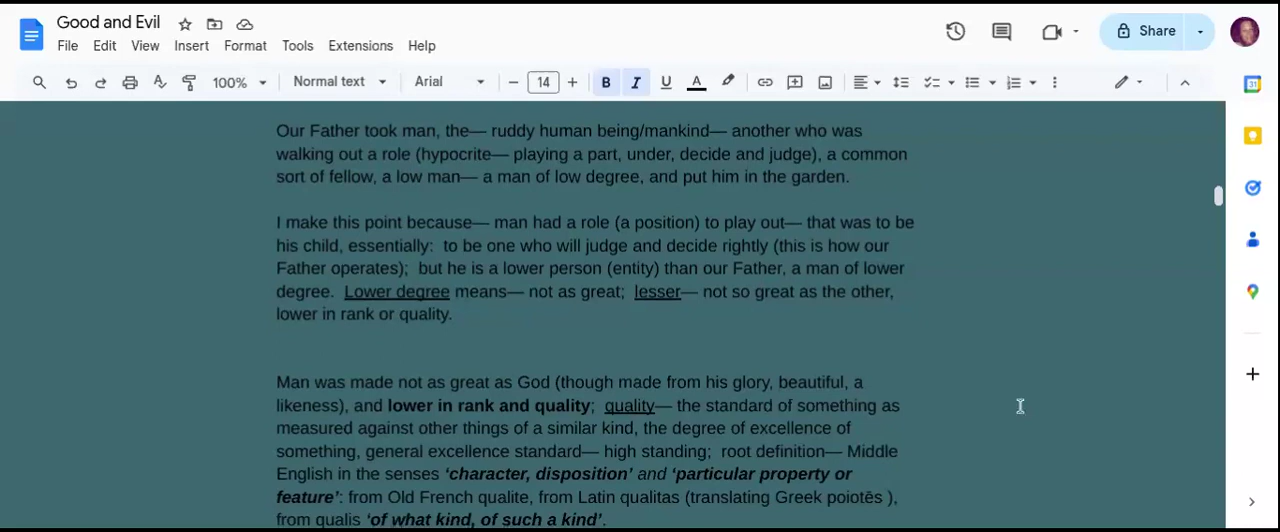 Good and Evil
File Edit View Insert Format Tools Extensions Help
Share
100% Normal text Arial 14 B I U A
31
Our Father took man, the— ruddy human being/mankind— another who was
walking out a role (hypocrite— playing a part, under, decide and judge), a common
sort of fellow, a low man— a man of low degree, and put him in the garden.
I make this point because— man had a role (a position) to play out— that was to be
his child, essentially:  to be one who will judge and decide rightly (this is how our
Father operates);  but he is a lower person (entity) than our Father, a man of lower
degree.  Lower degree means— not as great;  lesser— not so great as the other,
lower in rank or quality.
Man was made not as great as God (though made from his glory, beautiful, a
likeness), and lower in rank and quality;  quality— the standard of something as
measured against other things of a similar kind, the degree of excellence of
something, general excellence standard— high standing;  root definition— Middle
English in the senses ‘character, disposition’ and ‘particular property or
feature’: from Old French qualite, from Latin qualitas (translating Greek poiotēs ),
from qualis ‘of what kind, of such a kind’.